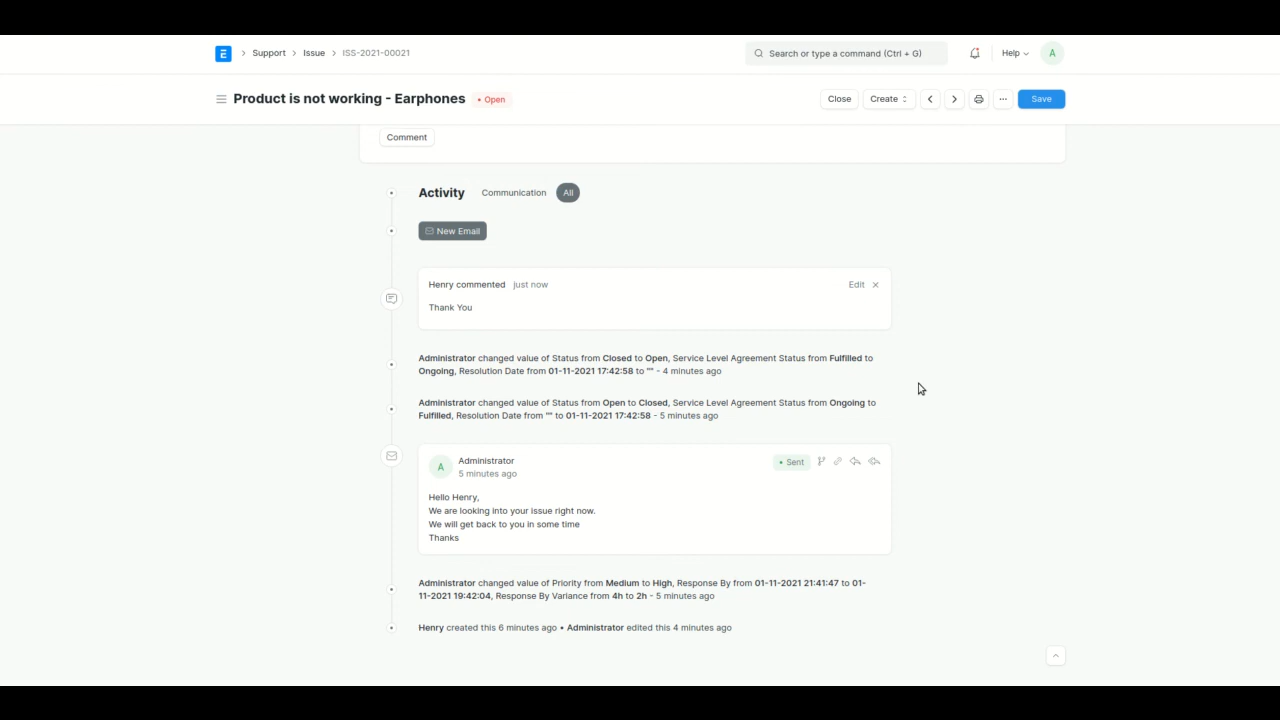 E Support Issue ISS-2021-00021 Search or type a command (Ctrl + G) Help A
Product is not working - Earphones • Open Close Create ... Save
Comment
Activity Communication All
New Email
Henry commented just now Edit ×
Thank You
Administrator changed value of Status from Closed to Open, Service Level Agreement Status from Fulfilled to
Ongoing, Resolution Date from 01-11-2021 17:42:58 to "" - 4 minutes ago
Administrator changed value of Status from Open to Closed, Service Level Agreement Status from Ongoing to
Fulfilled, Resolution Date from "" to 01-11-2021 17:42:58 - 5 minutes ago
A Administrator • Sent
5 minutes ago
Hello Henry,
We are looking into your issue right now.
We will get back to you in some time
Thanks
Administrator changed value of Priority from Medium to High, Response By from 01-11-2021 21:41:47 to 01-
11-2021 19:42:04, Response By Variance from 4h to 2h - 5 minutes ago
Henry created this 6 minutes ago • Administrator edited this 4 minutes ago